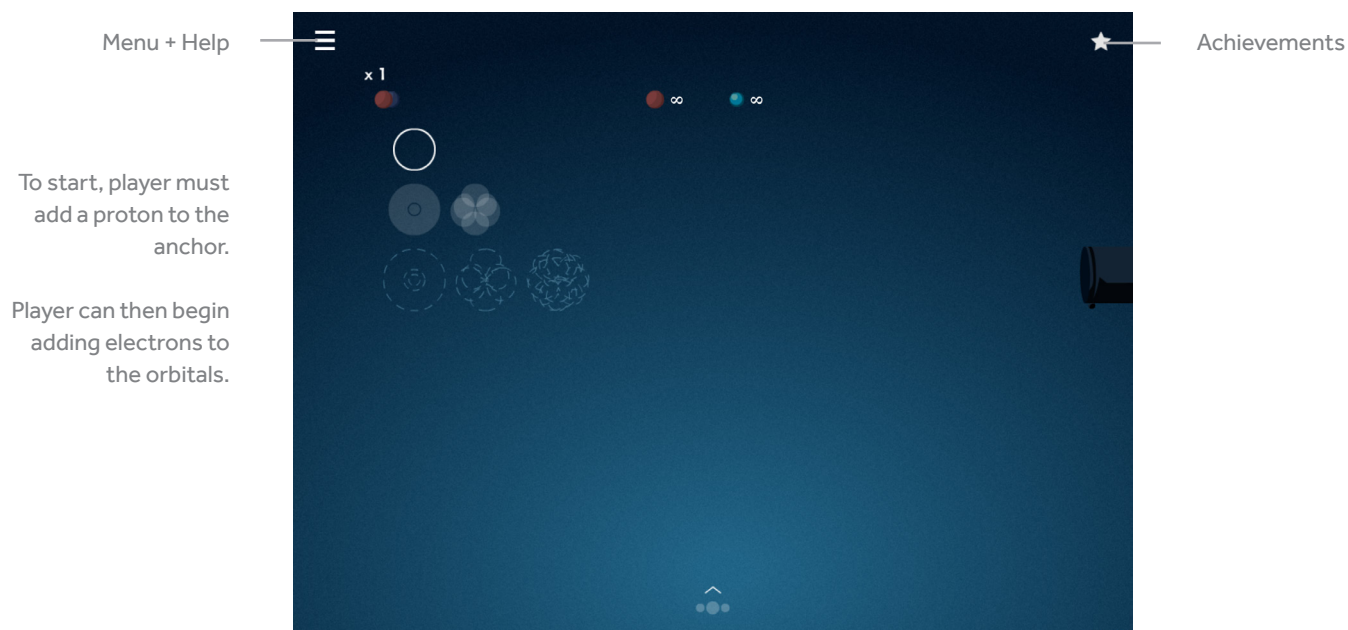 Menu + Help
Achievements
x 1
∞ ∞
To start, player must
add a proton to the
anchor.
Player can then begin
adding electrons to
the orbitals.